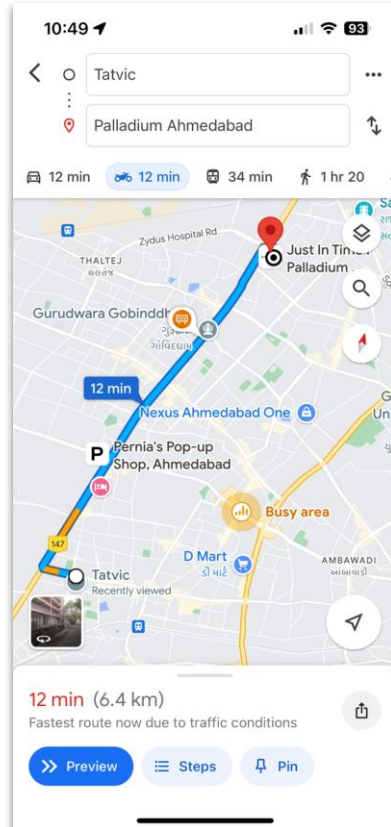 10:49
93
Tatvic
Palladium Ahmedabad
12 min
12 min
34 min
1 hr 20
Zydus Hospital Rd
THALTEJ
થલતેજ
Just In Time
Palladium
Gurudwara Gobinddh
ગુરુદ્વારા
ગોબિંદધામ
12 min
Nexus Ahmedabad One
P
Pernia's Pop-up
Shop, Ahmedabad
Busy area
147
D Mart
ડી માર્ટ
AMBAWADI
આંબાવાડી
Tatvic
Recently viewed
12 min (6.4 km)
Fastest route now due to traffic conditions
Preview
Steps
Pin